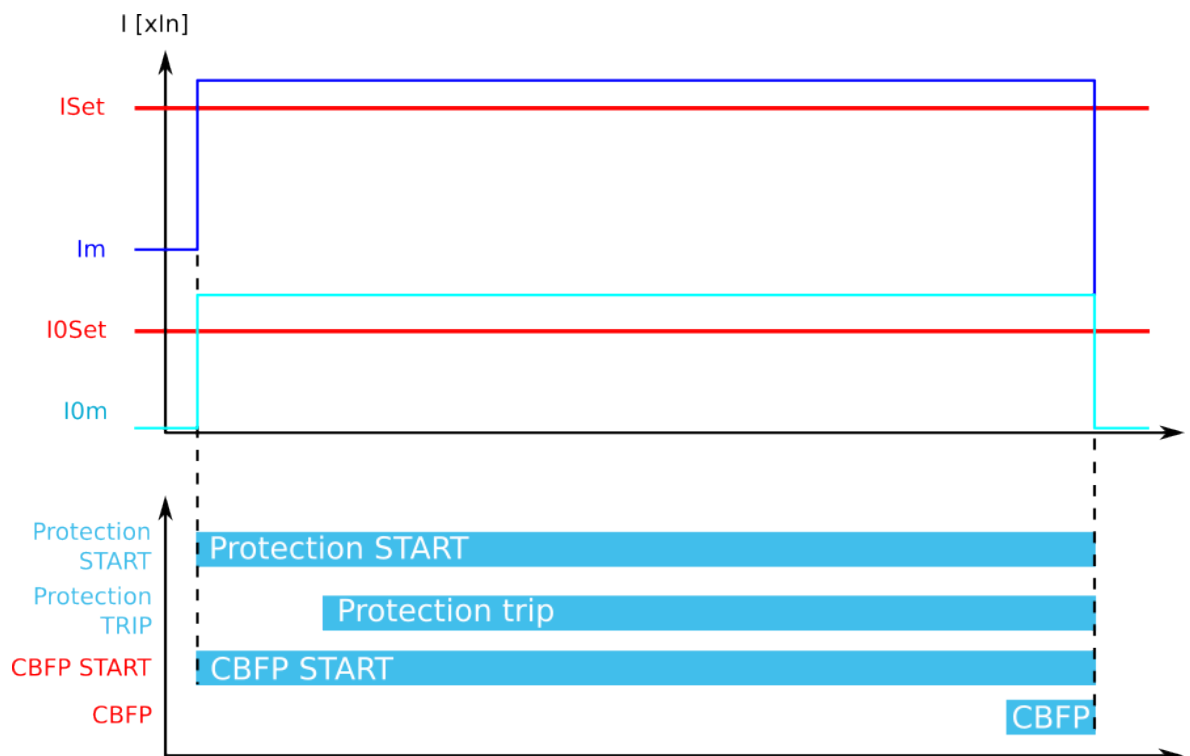 I [xIn]
ISet
Im
I0Set
I0m
Protection
START
Protection START
Protection
TRIP
Protection trip
CBFP START
CBFP START
CBFP
CBFP